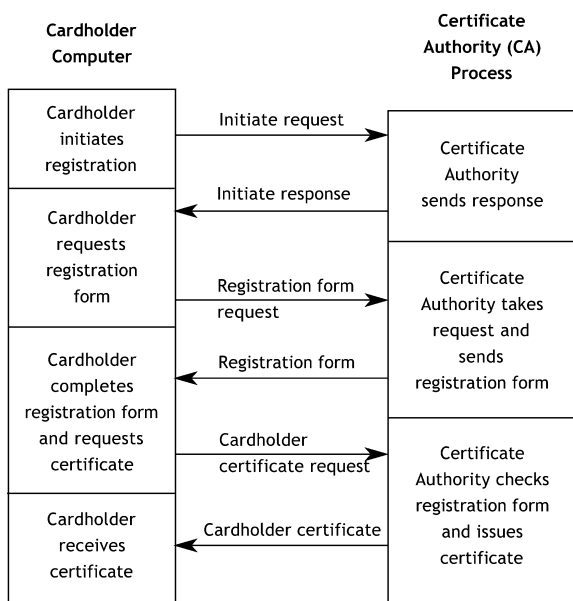 Cardholder
Computer
Certificate
Authority (CA)
Process
Cardholder
initiates
registration
Initiate request
Certificate
Authority
sends response
Initiate response
Cardholder
requests
registration
form
Registration form
request
Certificate
Authority takes
request and
sends
registration form
Registration form
Cardholder
completes
registration form
and requests
certificate
Cardholder
certificate request
Certificate
Authority checks
registration form
and issues
certificate
Cardholder certificate
Cardholder
receives
certificate